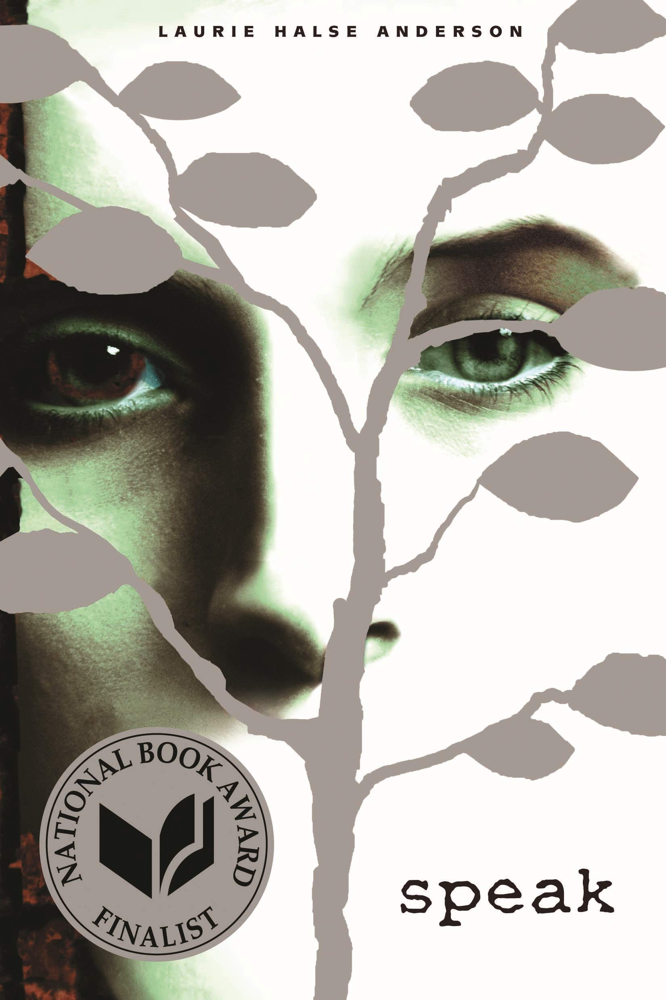 LAURIE HALSE ANDERSON
NATIONAL BOOK AWARD
FINALIST
speak